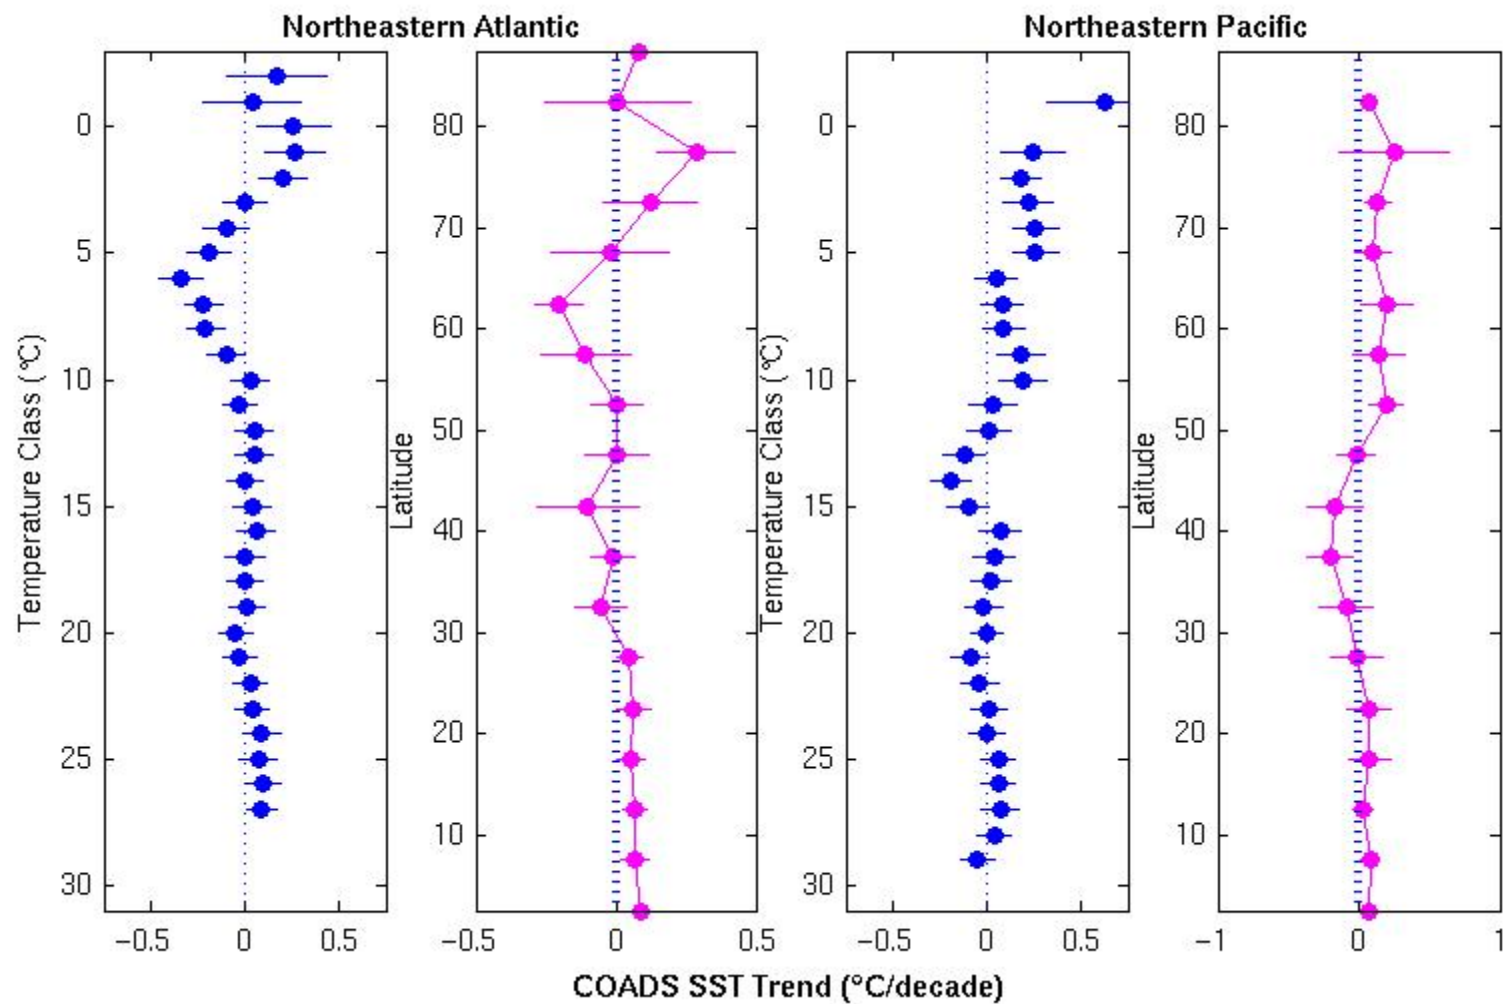 Northeastern Atlantic
Northeastern Pacific
Temperature Class (°C)
0
5
10
15
20
25
30
−0.5 0 0.5
Latitude
80
70
60
50
40
30
20
10
−0.5 0 0.5
Temperature Class (°C)
0
5
10
15
20
25
30
−0.5 0 0.5
Latitude
80
70
60
50
40
30
20
10
−1 0 1
COADS SST Trend (°C/decade)